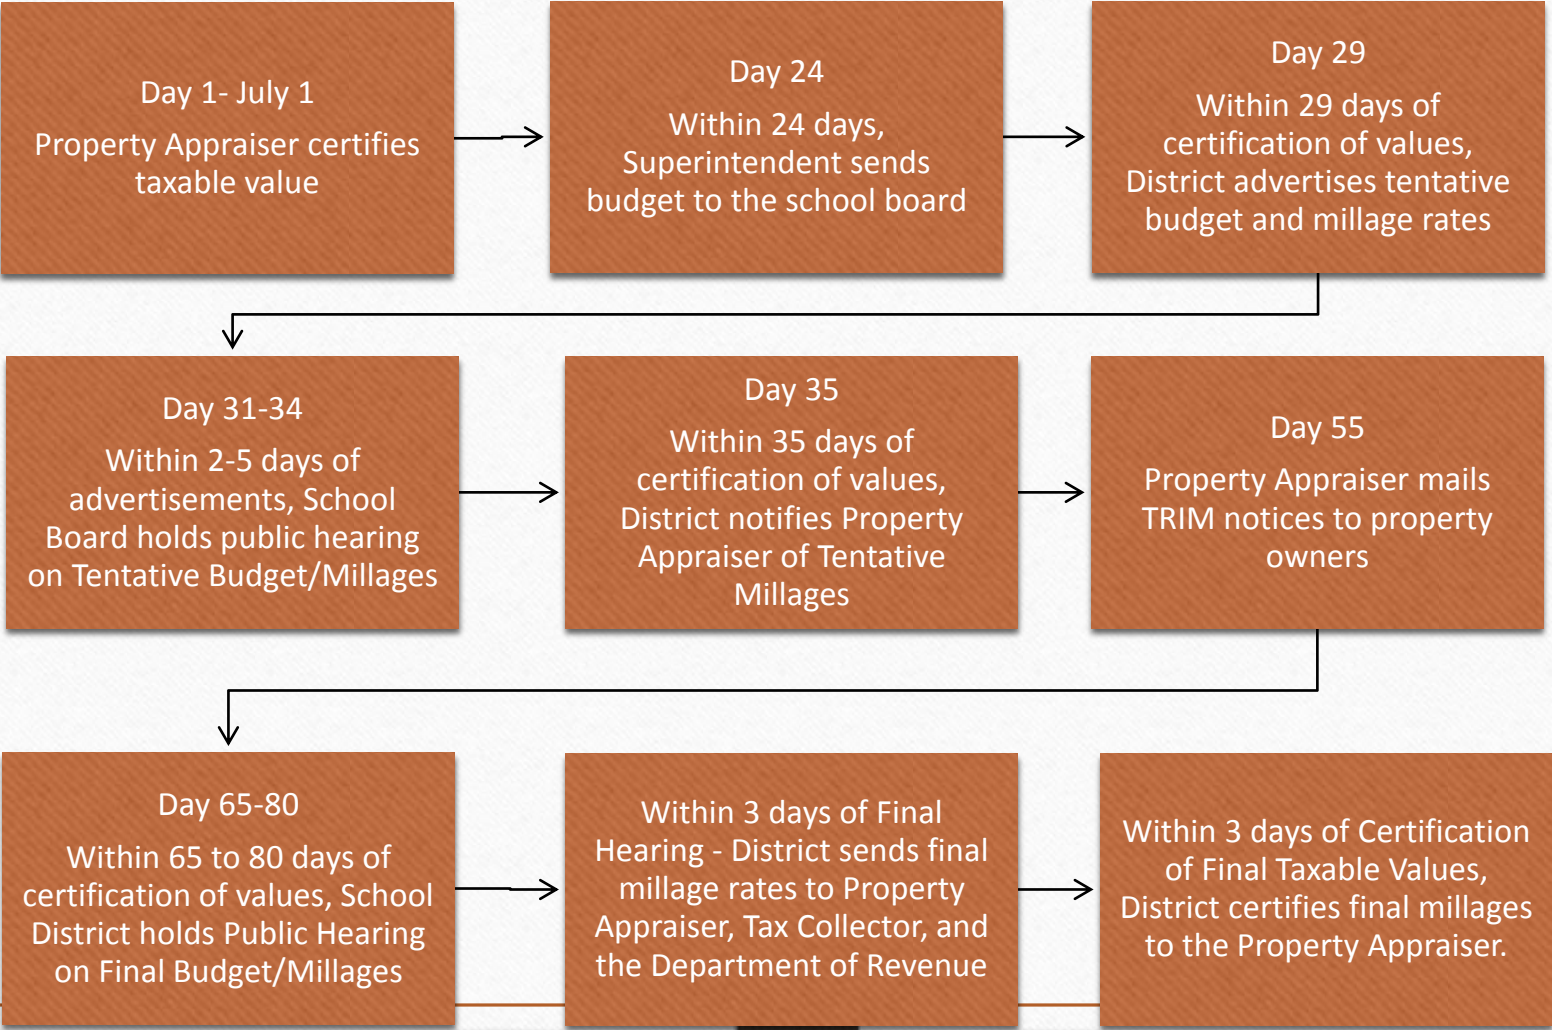 Day 1- July 1
Property Appraiser certifies
taxable value
Day 24
Within 24 days,
Superintendent sends
budget to the school board
Day 29
Within 29 days of
certification of values,
District advertises tentative
budget and millage rates
Day 31-34
Within 2-5 days of
advertisements, School
Board holds public hearing
on Tentative Budget/Millages
Day 35
Within 35 days of
certification of values,
District notifies Property
Appraiser of Tentative
Millages
Day 55
Property Appraiser mails
TRIM notices to property
owners
Day 65-80
Within 65 to 80 days of
certification of values, School
District holds Public Hearing
on Final Budget/Millages
Within 3 days of Final
Hearing - District sends final
millage rates to Property
Appraiser, Tax Collector, and
the Department of Revenue
Within 3 days of Certification
of Final Taxable Values,
District certifies final millages
to the Property Appraiser.